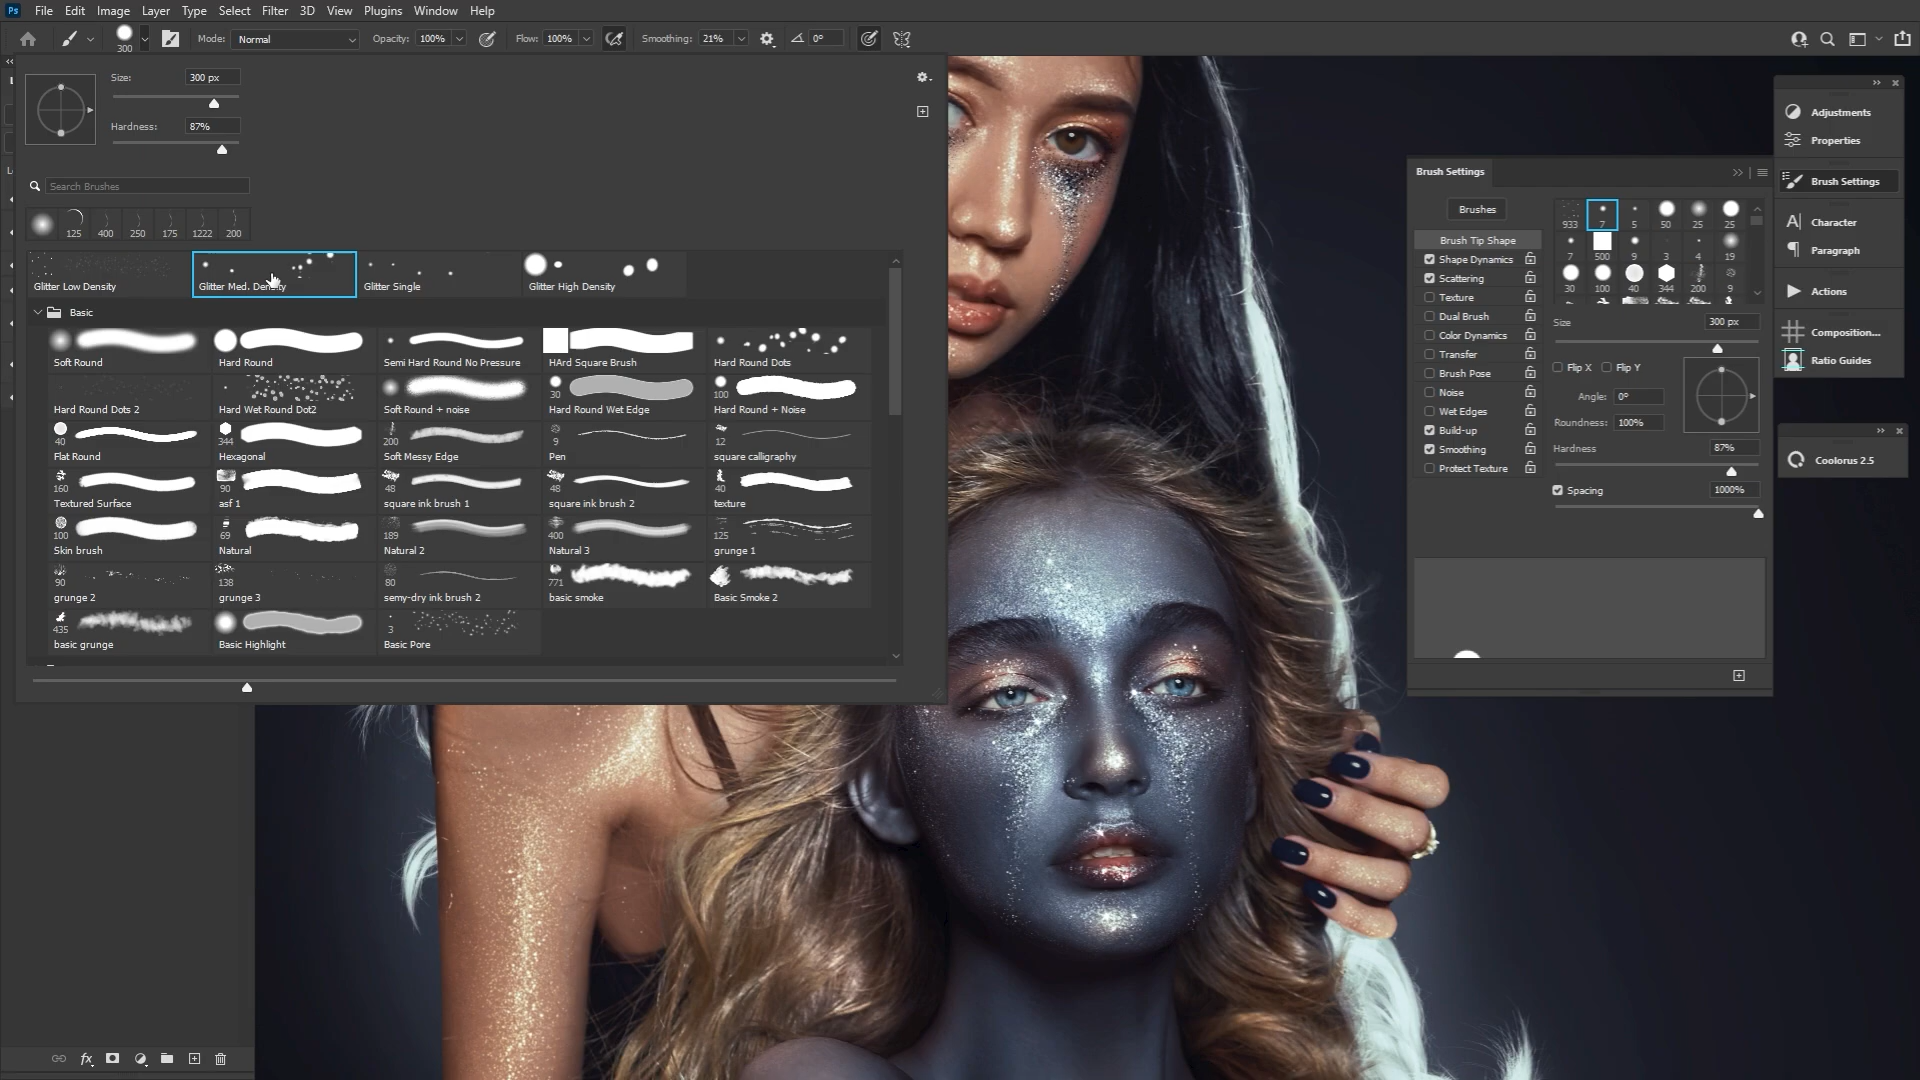 Ps File Edit Image Layer Type Select Filter 3D View Plugins Window Help
300 Mode: Normal Opacity: 100% Flow: 100% Smoothing: 21% 0°
Size: 300 px
Hardness: 87%
Search Brushes
125 400 250 175 1222 200
Glitter Low Density Glitter Med. Density Glitter Single Glitter High Density
Basic
Soft Round Hard Round Semi Hard Round No Pressure HArd Square Brush Hard Round Dots
30 100
Hard Round Dots 2 Hard Wet Round Dot2 Soft Round + noise Hard Round Wet Edge Hard Round + Noise
40 344 200 9 12
Flat Round Hexagonal Soft Messy Edge Pen square calligraphy
160 90 48 48 40
Textured Surface asf 1 square ink brush 1 square ink brush 2 texture
100 69 189 400 125
Skin brush Natural Natural 2 Natural 3 grunge 1
90 138 80 771
grunge 2 grunge 3 semy-dry ink brush 2 basic smoke Basic Smoke 2
435 3
basic grunge Basic Highlight Basic Pore
fx
Brush Settings
Brushes
933 7 5 50 25 25
7 500 9 3 4 19
30 100 40 344 200 9
Brush Tip Shape
Shape Dynamics
Scattering
Texture
Dual Brush
Color Dynamics
Transfer
Brush Pose
Noise
Wet Edges
Build-up
Smoothing
Protect Texture
Size 300 px
Flip X Flip Y
Angle: 0°
Roundness: 100%
Hardness 87%
Spacing 1000%
Adjustments
Properties
Brush Settings
Character
Paragraph
Actions
Composition...
Ratio Guides
Coolorus 2.5